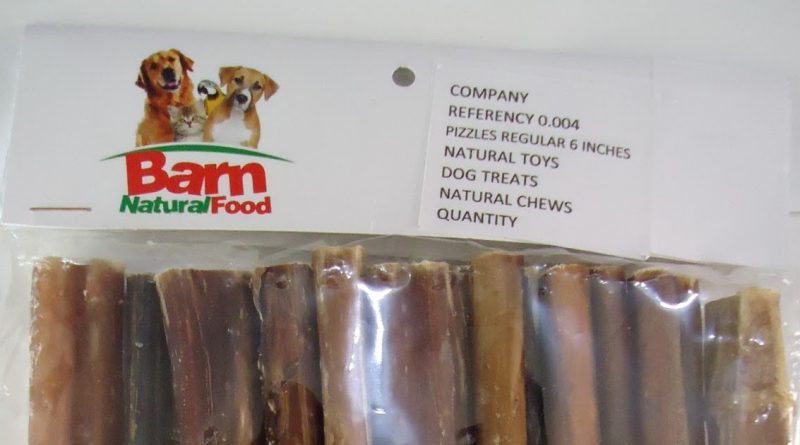 Barn
NaturalFood
COMPANY
REFERENCY 0.004
PIZZLES REGULAR 6 INCHES
NATURAL TOYS
DOG TREATS
NATURAL CHEWS
QUANTITY